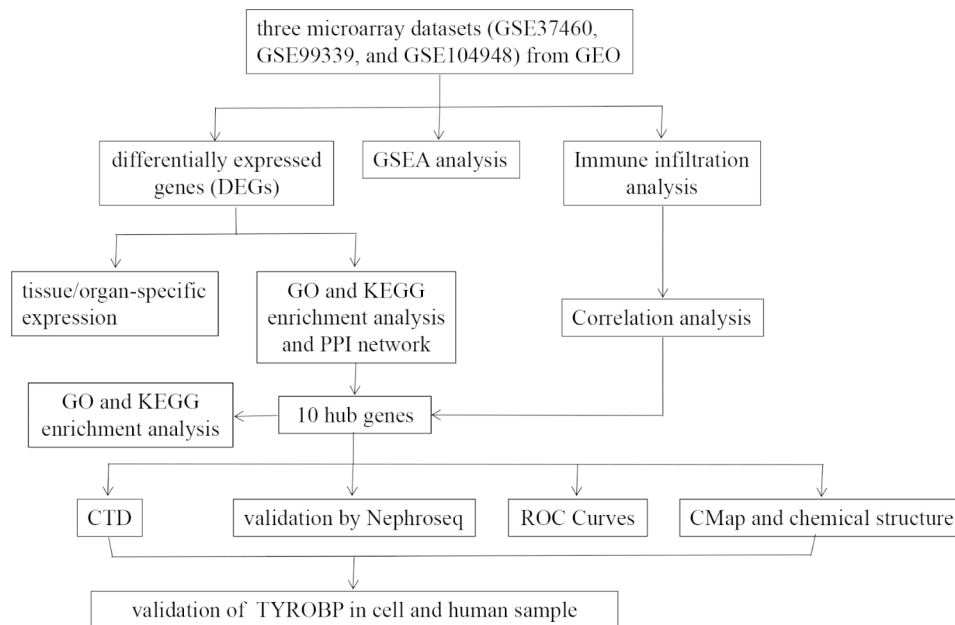 three microarray datasets (GSE37460,
GSE99339, and GSE104948) from GEO
differentially expressed
genes (DEGs)
GSEA analysis
Immune infiltration
analysis
tissue/organ-specific
expression
GO and KEGG
enrichment analysis
and PPI network
Correlation analysis
GO and KEGG
enrichment analysis
10 hub genes
CTD
validation by Nephroseq
ROC Curves
CMap and chemical structure
validation of TYROBP in cell and human sample